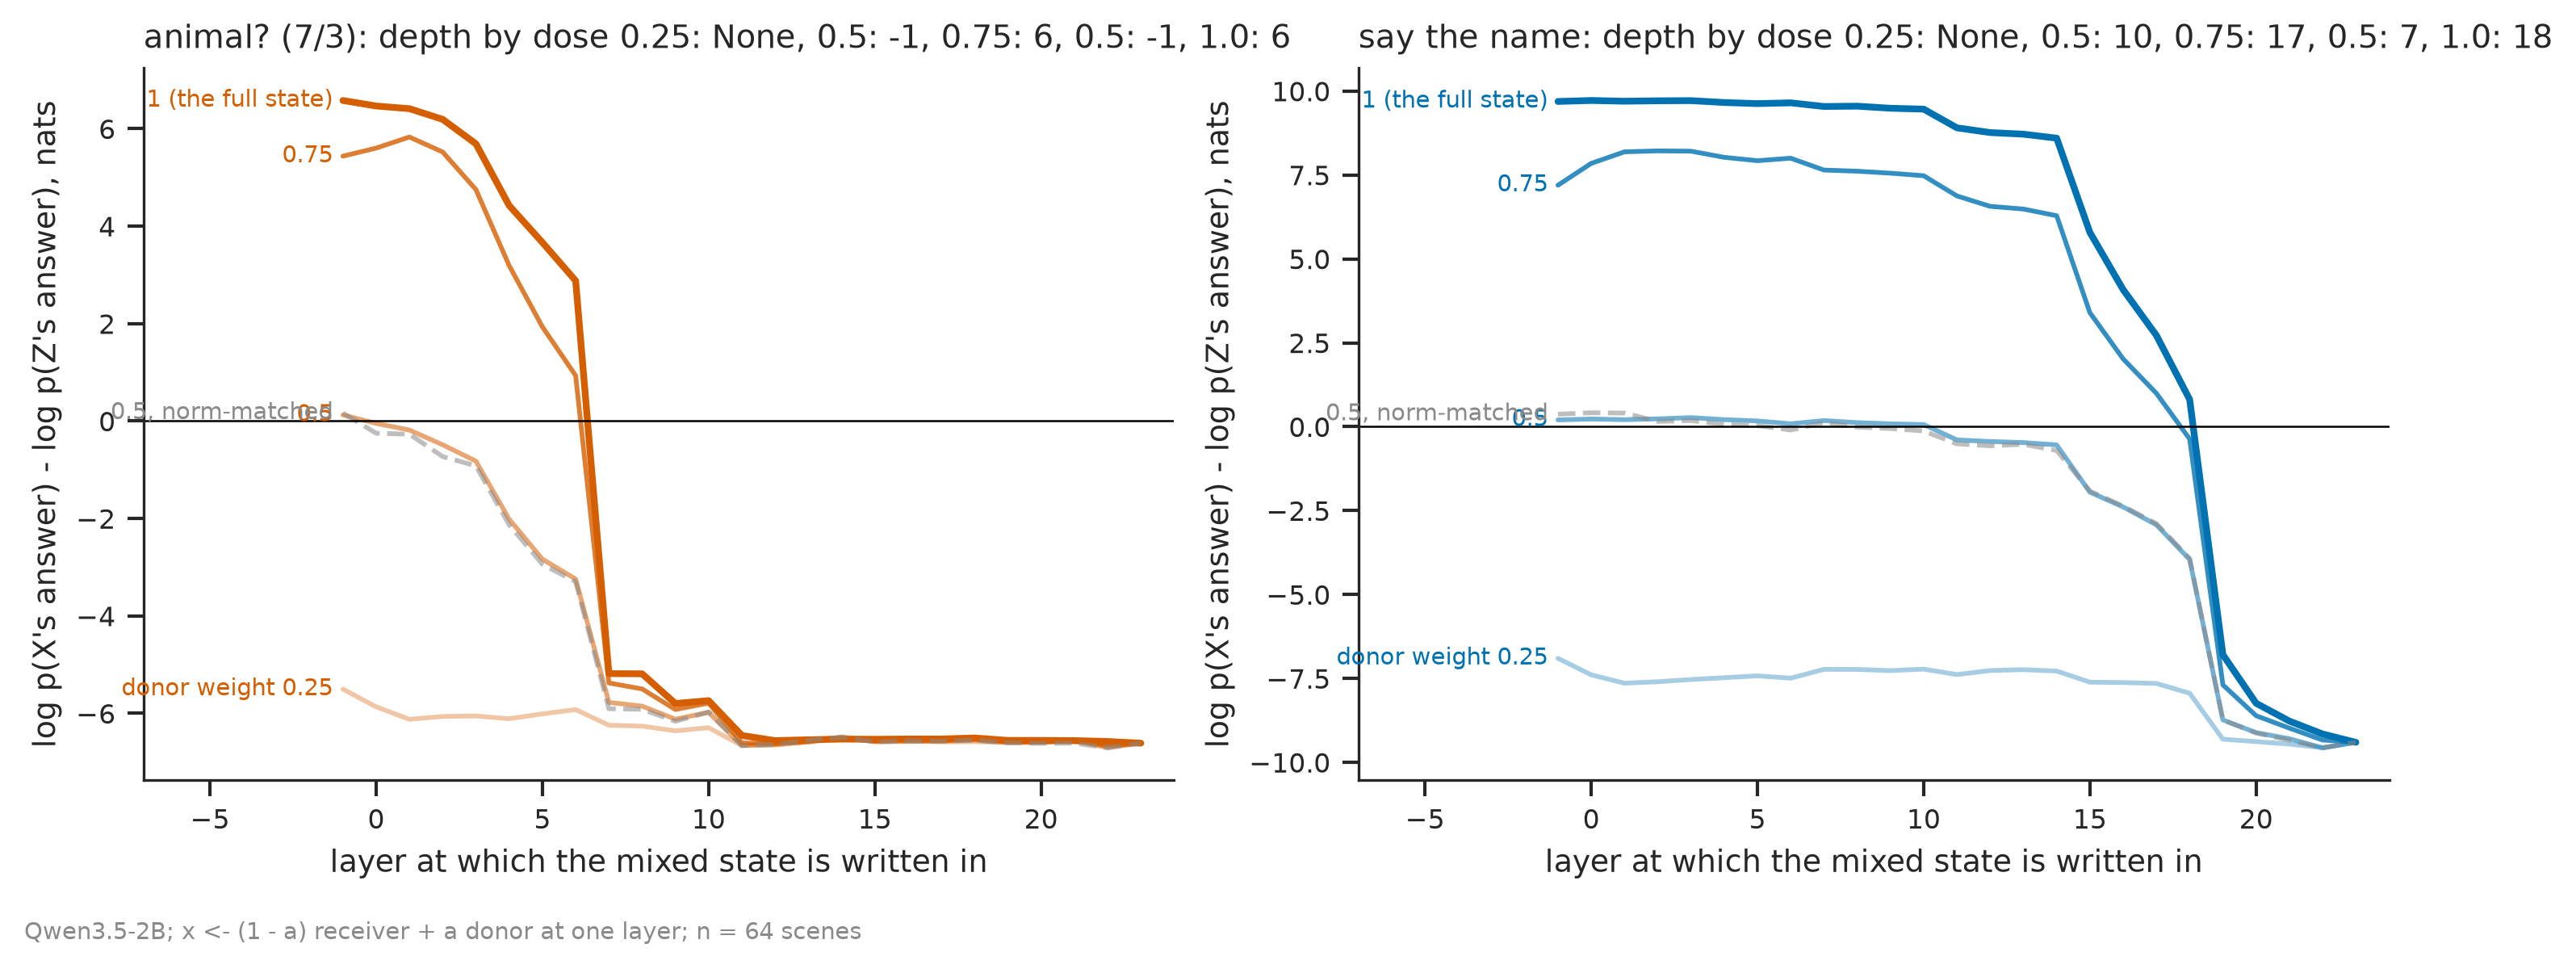 animal? (7/3): depth by dose 0.25: None, 0.5: -1, 0.75: 6, 0.5: -1, 1.0: 6
log p(X's answer) - log p(Z's answer), nats
6
4
2
0
−2
−4
−6
1 (the full state)
0.75
0.5, norm-matched
0.5
donor weight 0.25
−5
0
5
10
15
20
layer at which the mixed state is written in
say the name: depth by dose 0.25: None, 0.5: 10, 0.75: 17, 0.5: 7, 1.0: 18
log p(X's answer) - log p(Z's answer), nats
10.0
7.5
5.0
2.5
0.0
−2.5
−5.0
−7.5
−10.0
1 (the full state)
0.75
0.5, norm-matched
0.5
donor weight 0.25
−5
0
5
10
15
20
layer at which the mixed state is written in
Qwen3.5-2B; x <- (1 - a) receiver + a donor at one layer; n = 64 scenes